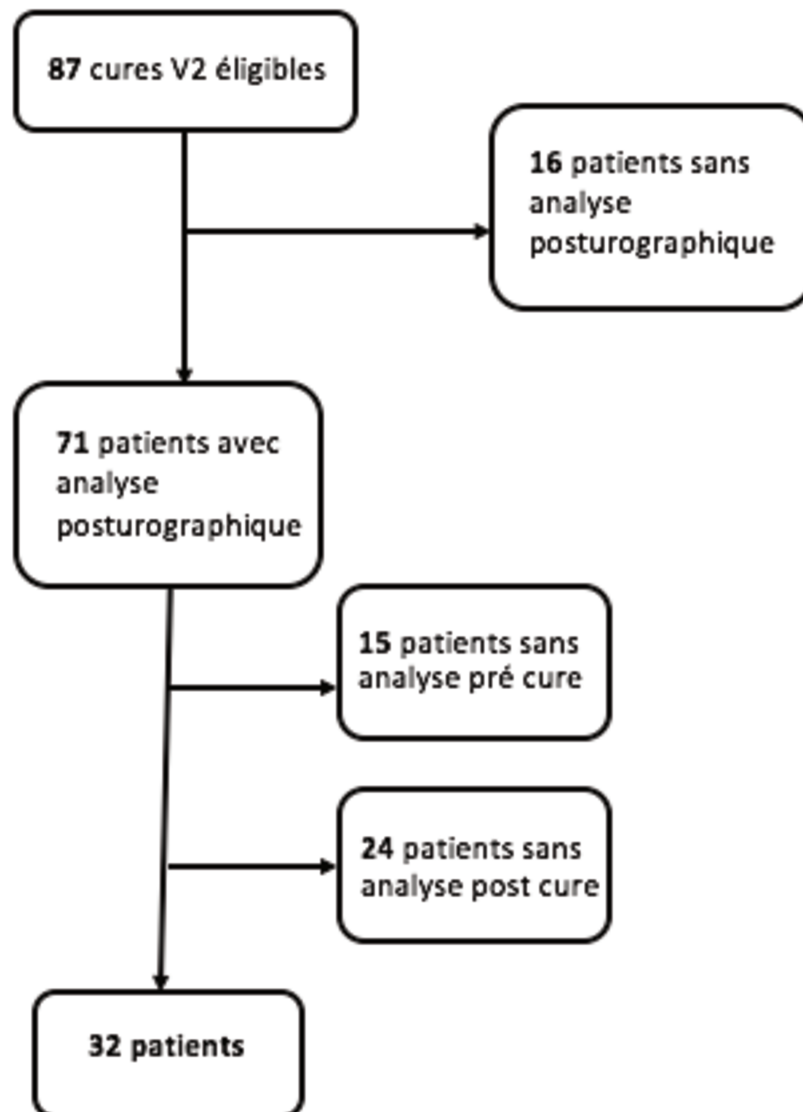 87 cures V2 éligibles
16 patients sans
analyse
posturographique
71 patients avec
analyse
posturographique
15 patients sans
analyse pré cure
24 patients sans
analyse post cure
32 patients